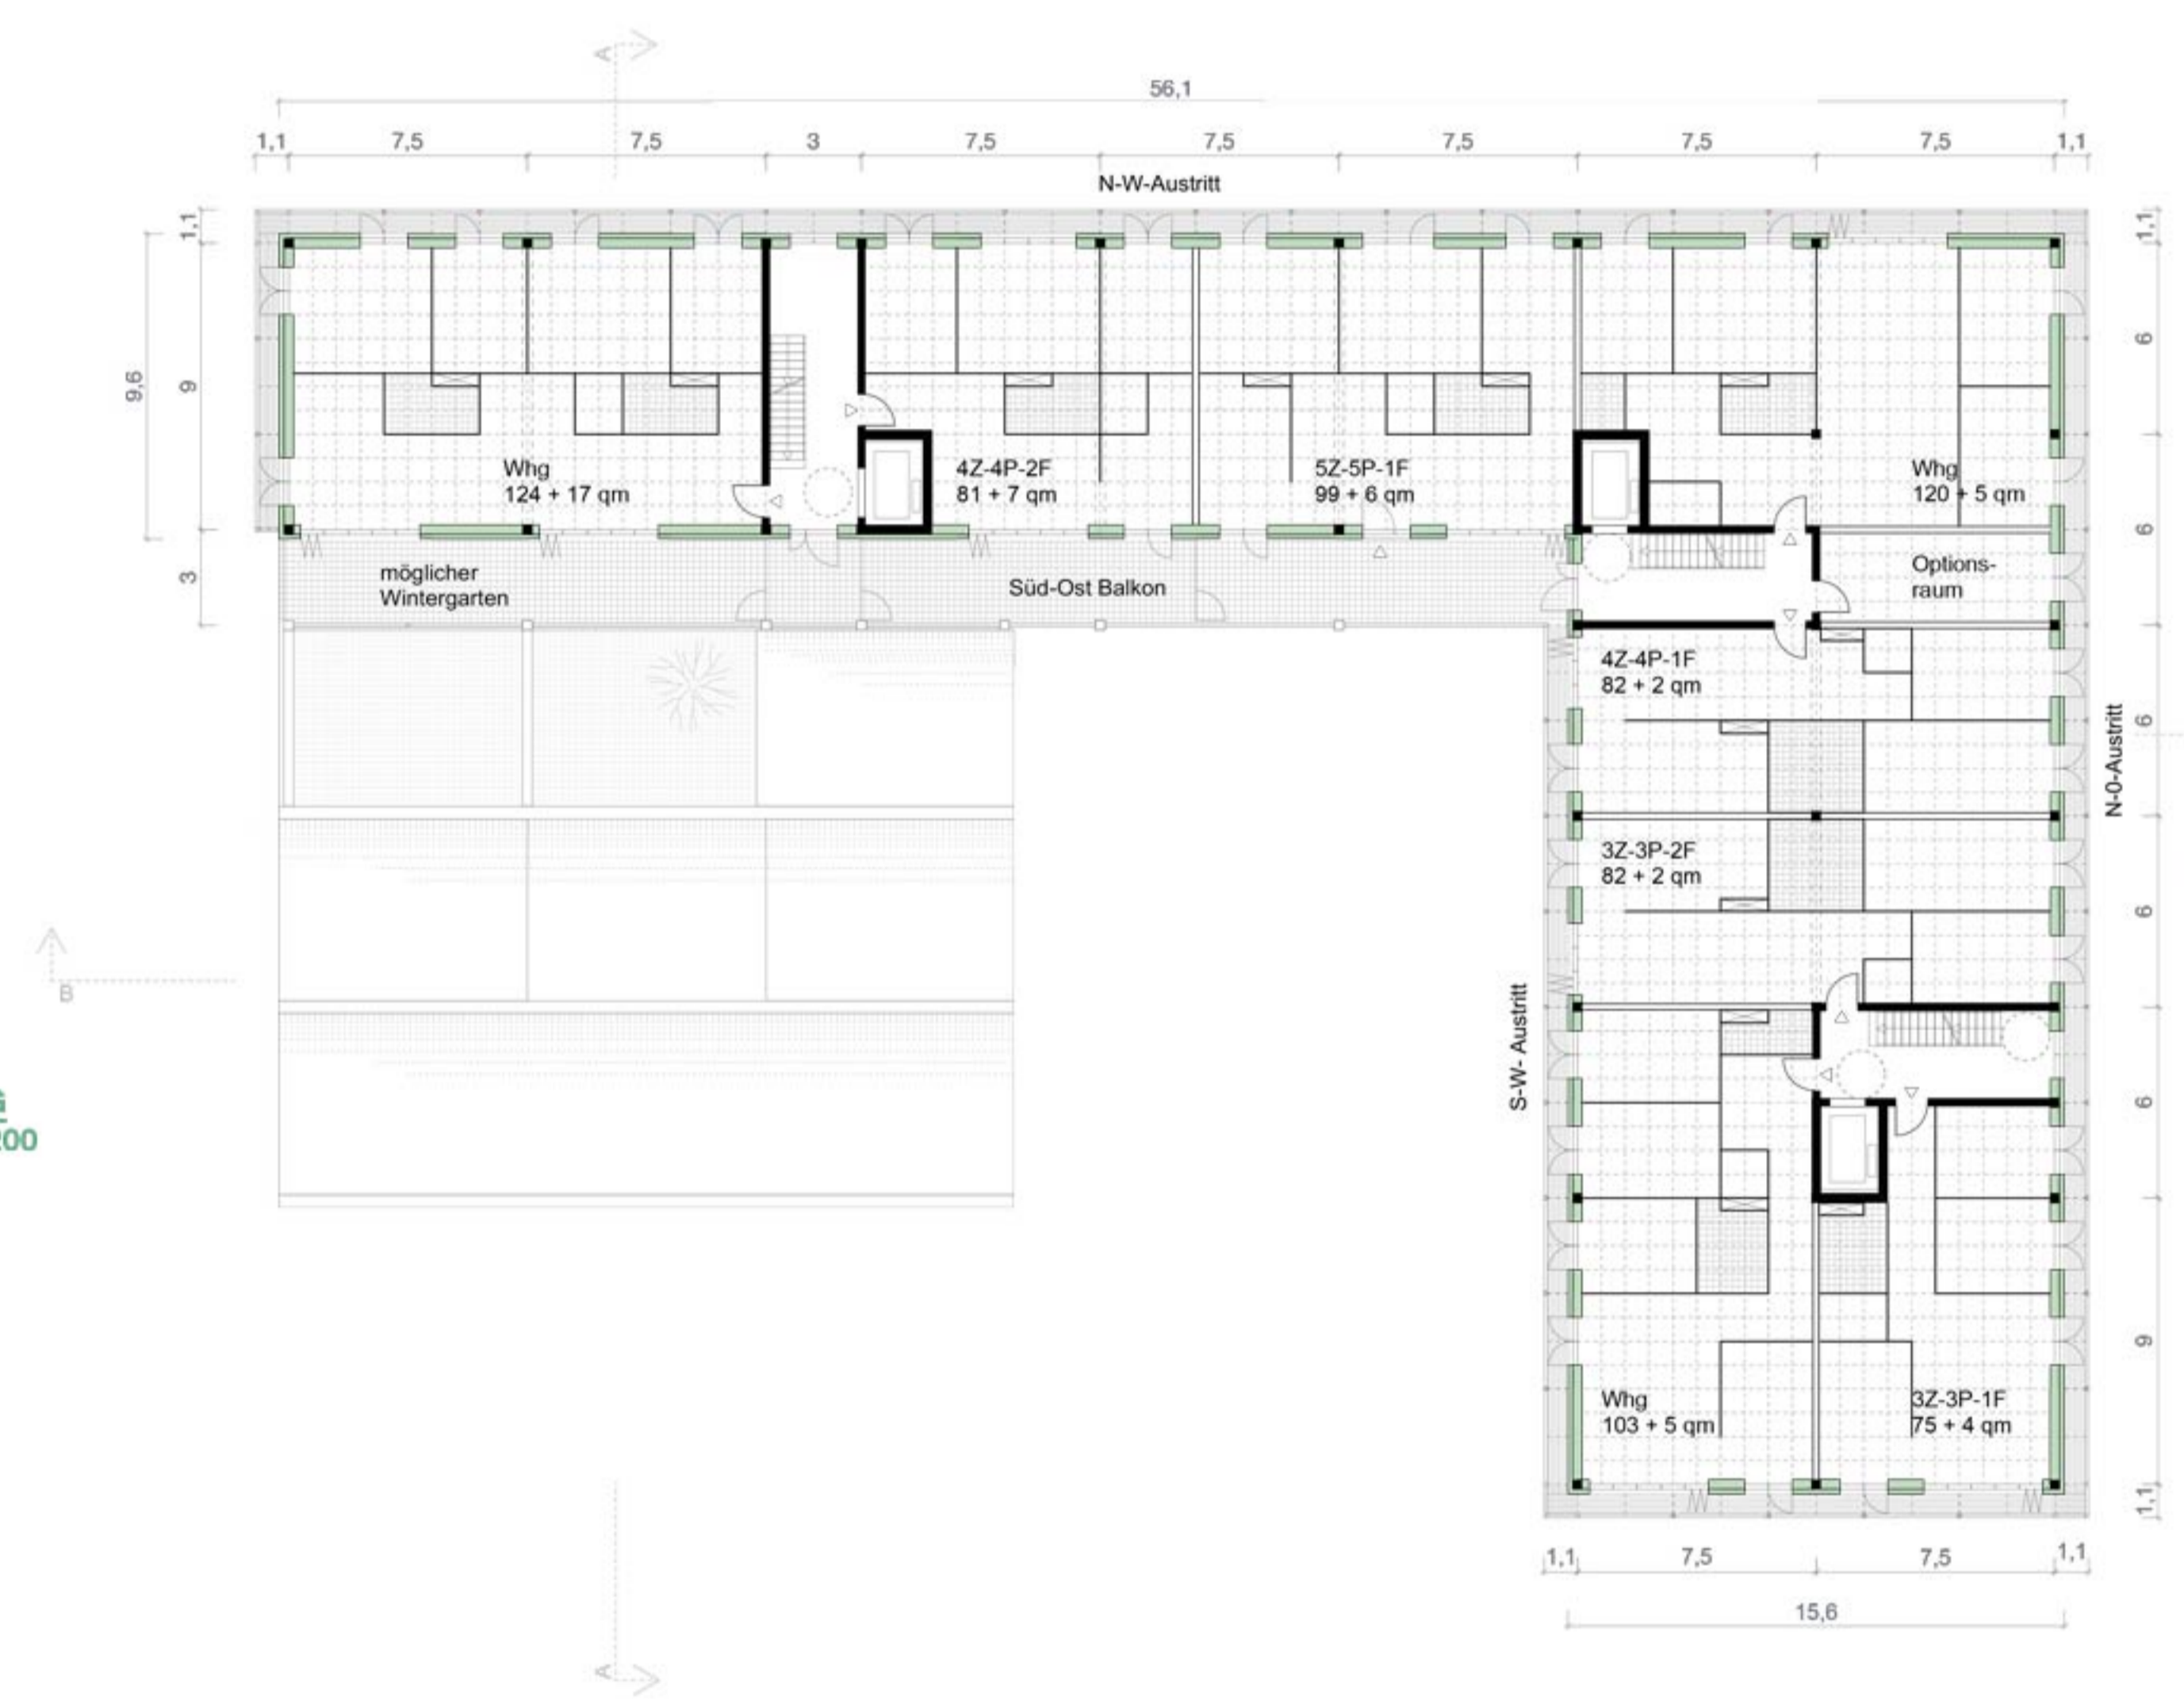 A
56,1
1,1 7,5 7,5 3 7,5 7,5 7,5 7,5 7,5 1,1
N-W-Austritt
1,1
9,6
9
3
1,1
6
6
6
6
6
9
1,1
Whg
124 + 17 qm
4Z-4P-2F
81 + 7 qm
5Z-5P-1F
99 + 6 qm
Whg
120 + 5 qm
möglicher
Wintergarten
Süd-Ost Balkon
Options-
raum
4Z-4P-1F
82 + 2 qm
N-0-Austritt
3Z-3P-2F
82 + 2 qm
B
S-W- Austritt
Whg
103 + 5 qm
3Z-3P-1F
75 + 4 qm
1,1 7,5 7,5 1,1
15,6
A